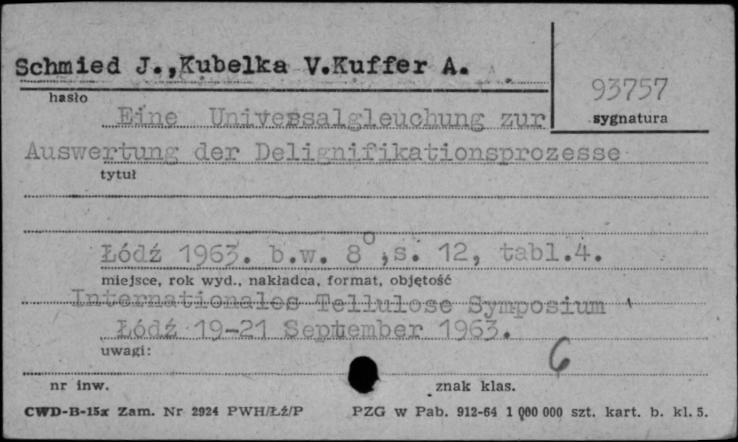 Schmied J.,Kubelka V.Kuffer A.
93757
hasło
sygnatura
Eine Universalgleuchung zur
Auswertung der Delignifikationsprozesse
tytuł
Łódź 1963. b.w. 8⁰,s. 12, tabl.4.
miejsce, rok wyd., nakładca, format, objętość
Internationales Tellulose Symposium
Łódź 19-21 September 1963.
uwagi:
6
nr inw.
znak klas.
CWD-B-15x Zam. Nr 2924 PWH/Łź/P PZG w Pab. 912-64 1 000 000 szt. kart. b. kl. 5.